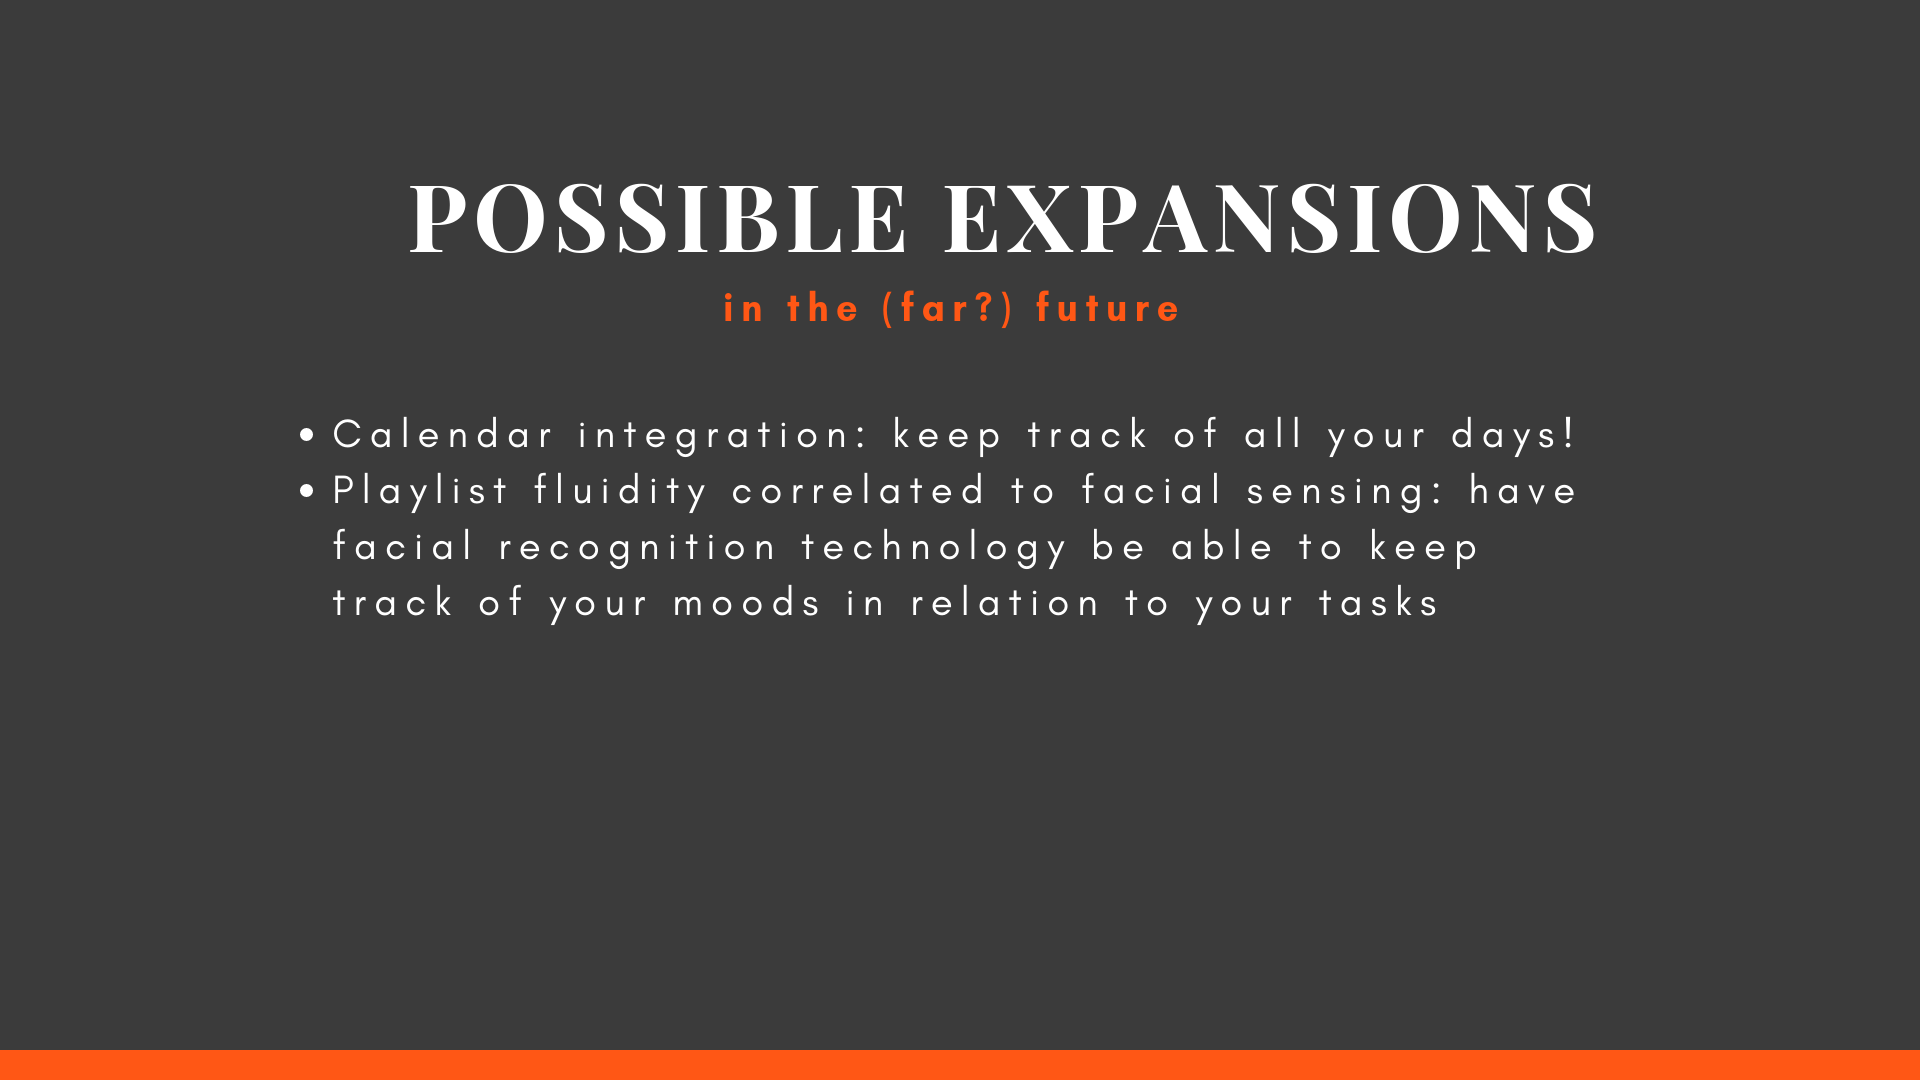 POSSIBLE EXPANSIONS
in the (far?) future
• Calendar integration: keep track of all your days!
• Playlist fluidity correlated to facial sensing: have
facial recognition technology be able to keep
track of your moods in relation to your tasks